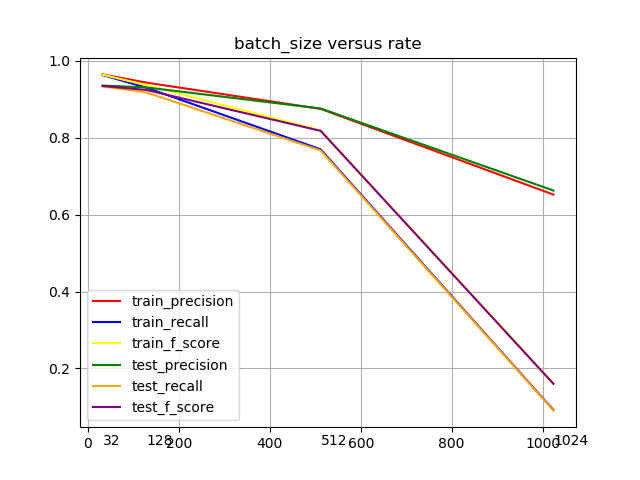 batch_size versus rate
1.0
0.8
0.6
0.4
0.2
train_precision
train_recall
train_f_score
test_precision
test_recall
test_f_score
0 32 128 200 400 512 600 800 1000 1024